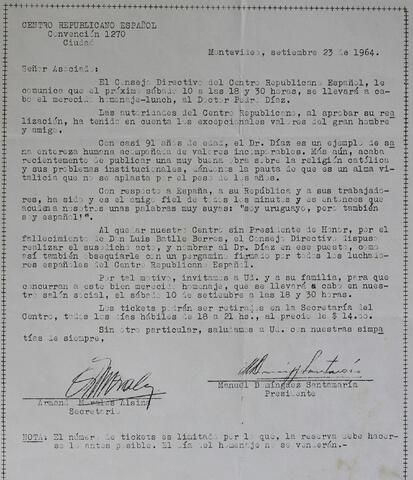 CENTRO REPUBLICANO ESPAÑOL
Convención 1270
Ciudad
Montevideo, setiembre 23 de 1964.
Señor Asociado:
El Consejo Directivo del Centro Republicano Español, le
comunica que el próximo sábado 10 a las 18 y 30 horas, se llevará a ca-
bo el merecido homenaje-lunch, al Doctor Pedro Díaz.
Las autoridades del Centro Republicano, al aprobar su rea
lización, ha tenido en cuenta los excepcionales valores del gran hombre
y amigo.
Con casi 91 años de edad, el Dr. Díaz es un ejemplo de sa
na entereza humana acompañada de valores incomparables. Más aún, acaba
recientemente de publicar una muy buena obra sobre la religión católica
y sus problemas institucionales, dándonos la pauta de que es un alma vi-
talicia que no se aplasta por el peso de los años.
Con respecto a España, a su República y a sus trabajado-
res, ha sido y es el amigo fiel de todos los minutos y es entonces que
acuden a nosotros unas palabras muy suyas: "soy uruguayo, pero también
soy español!".
Al quedar nuestro Centro sin Presidente de Honor, por el
fallecimiento de Don Luis Batlle Berres, el Consejo Directivo dispuso
realizar el susodicho acto, y nombrar al Dr. Díaz en ese puesto, como
así también obsequiarle con un pergamino firmado por todos los luchado-
res españoles del Centro Republicano Español.
Por tal motivo, invitamos a Ud. y a su familia, para que
concurran a este bien merecido homenaje, que se llevará a cabo en nues-
tro salón social, el sábado 10 de setiembre a las 18 y 30 horas.
Los tickets podrán ser retirados en la Secretaría del
Centro, todos los días hábiles de 18 a 21 hs., al precio de $ 14.00.
Sin otro particular, saludamos a Ud. con nuestras simpa
tías de siempre,
Armando Morales Alsina
Secretario
Manuel Domínguez Santamaría
Presidente
NOTA: El número de tickets es limitado por lo que, la reserva debe hacer-
se lo antes posible. El día del homenaje no se venderán.-